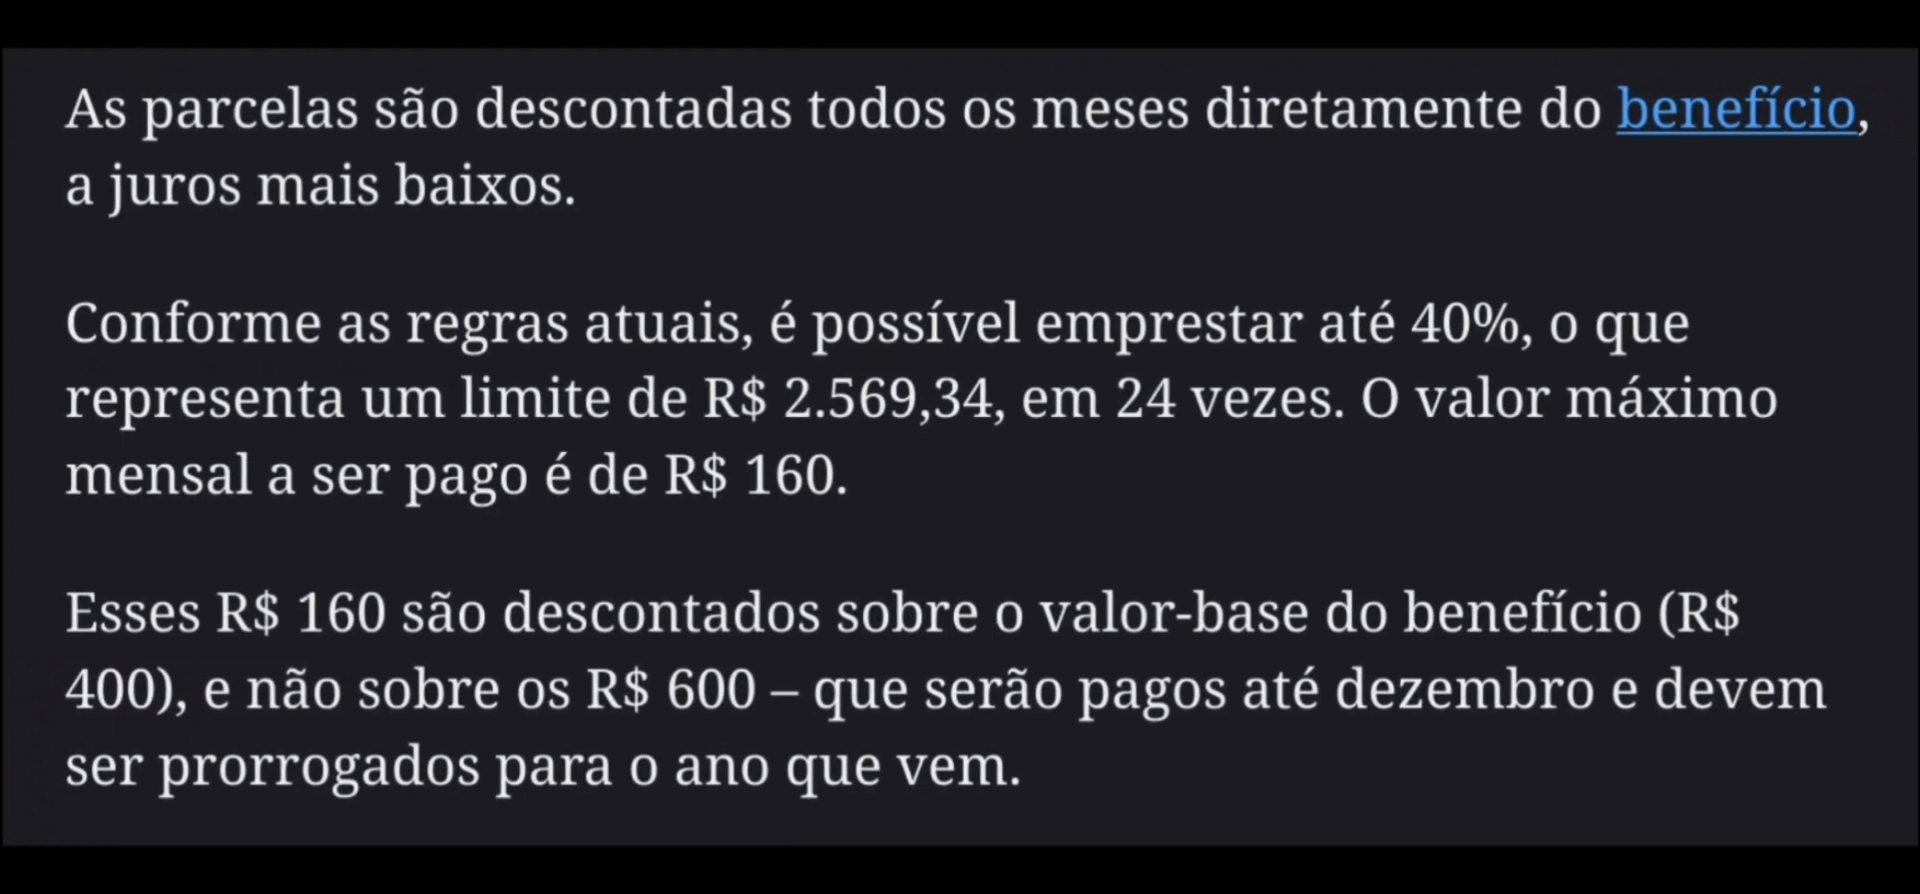 As parcelas são descontadas todos os meses diretamente do benefício,
a juros mais baixos.
Conforme as regras atuais, é possível emprestar até 40%, o que
representa um limite de R$ 2.569,34, em 24 vezes. O valor máximo
mensal a ser pago é de R$ 160.
Esses R$ 160 são descontados sobre o valor-base do benefício (R$
400), e não sobre os R$ 600 – que serão pagos até dezembro e devem
ser prorrogados para o ano que vem.